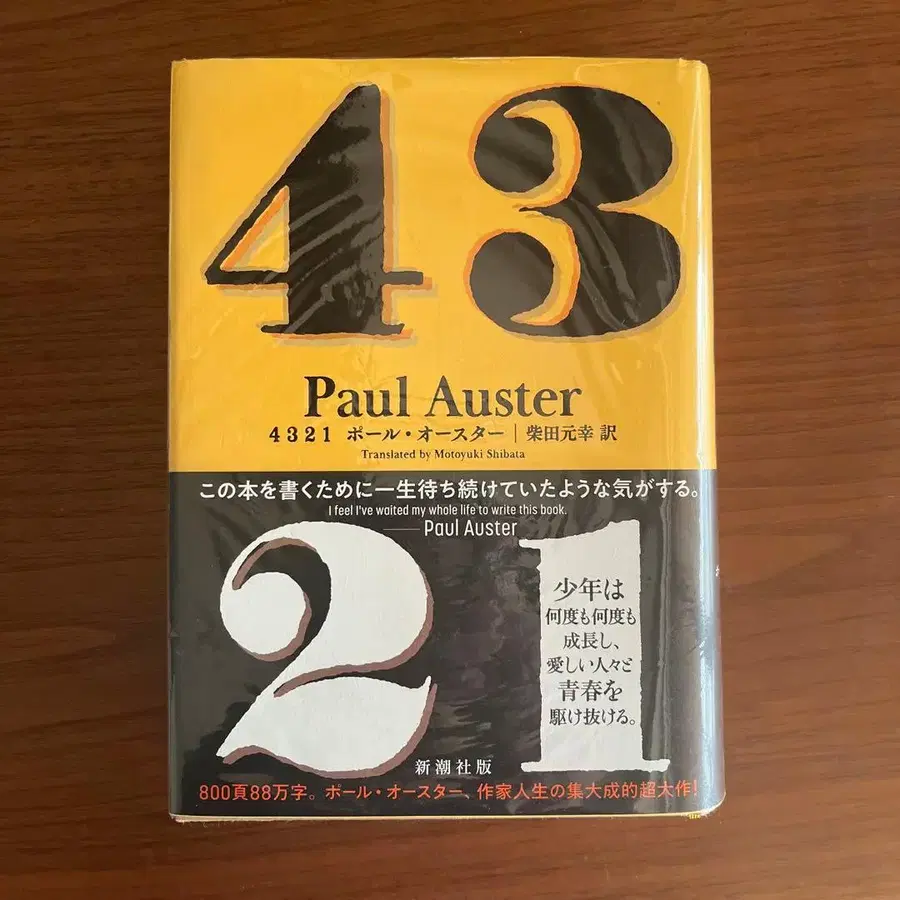 43
Paul Auster
4321 ポール・オースター｜柴田元幸 訳
Translated by Motoyuki Shibata
この本を書くために一生待ち続けていたような気がする。
I feel I've waited my whole life to write this book.
——Paul Auster
21
少年は
何度も何度も
成長し、
愛しい人々と
青春を
駆け抜ける。
新潮社版
800頁88万字。ポール・オースター、作家人生の集大成的超大作!